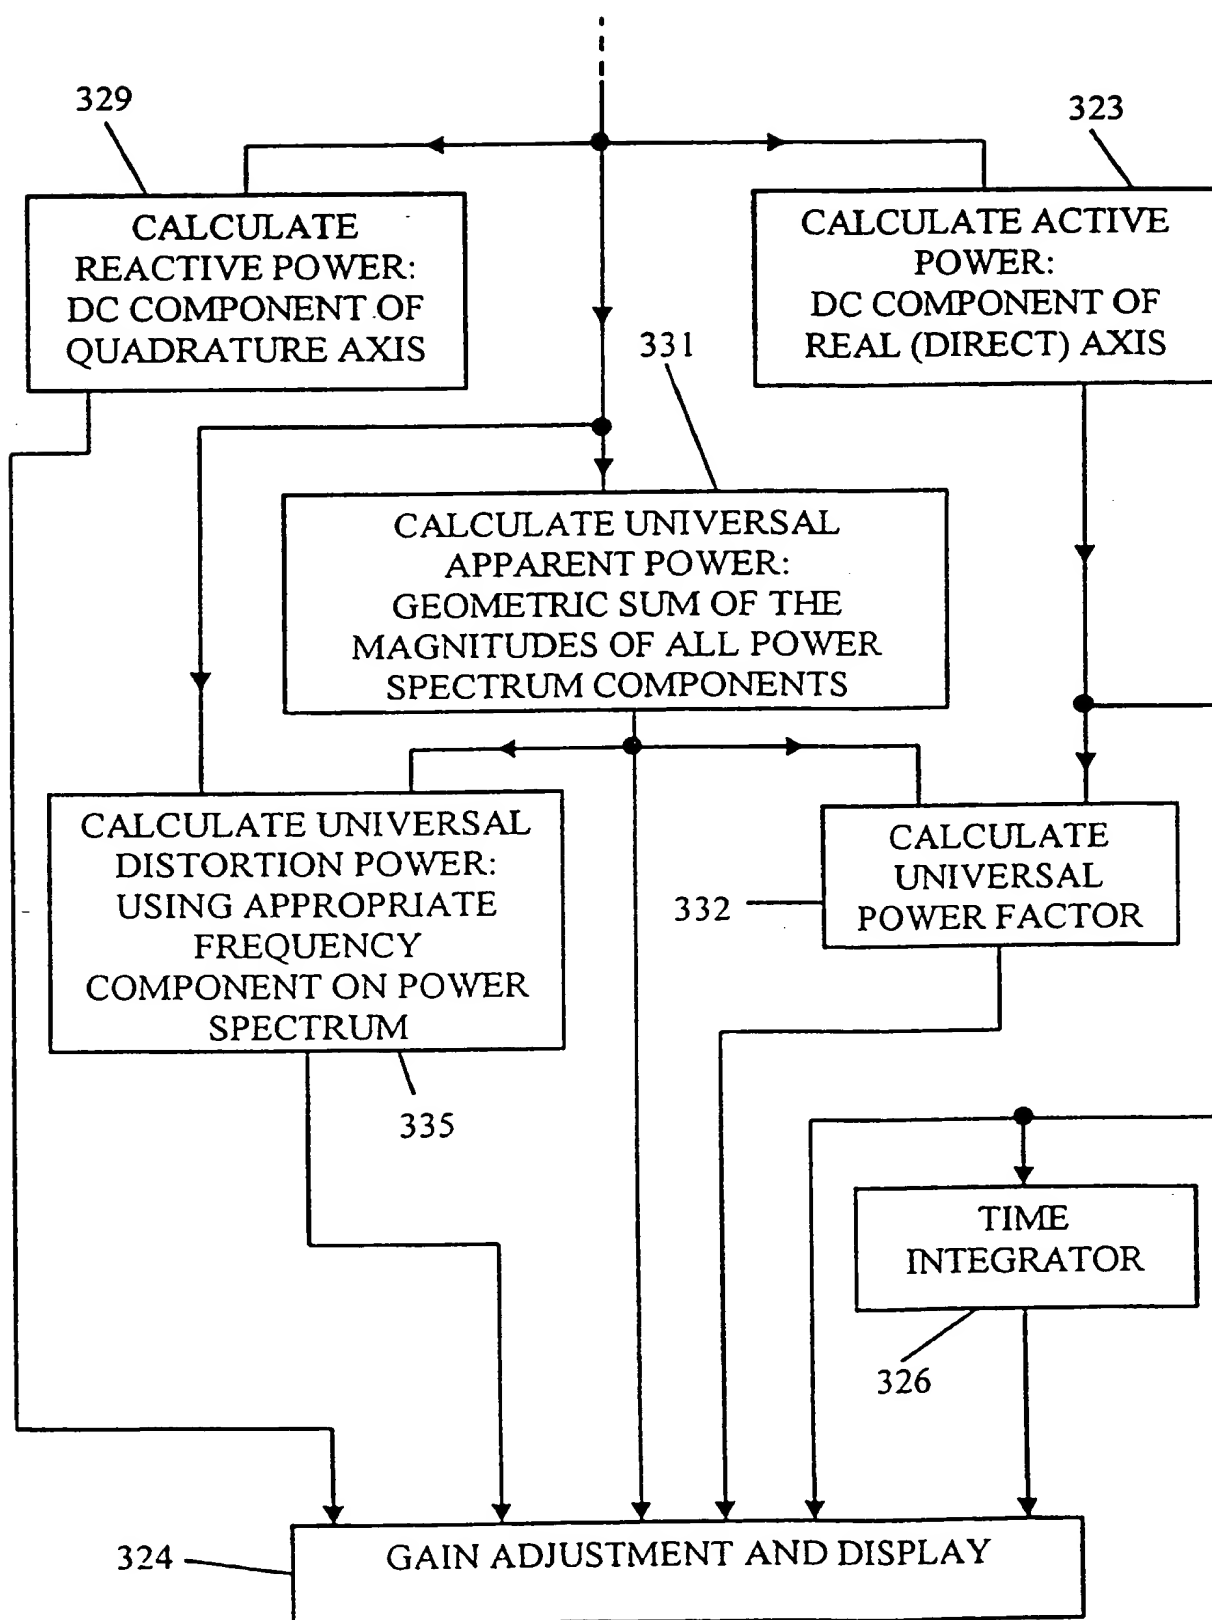 329
323
CALCULATE
REACTIVE POWER:
DC COMPONENT OF
QUADRATURE AXIS
CALCULATE ACTIVE
POWER:
DC COMPONENT OF
REAL (DIRECT) AXIS
331
CALCULATE UNIVERSAL
APPARENT POWER:
GEOMETRIC SUM OF THE
MAGNITUDES OF ALL POWER
SPECTRUM COMPONENTS
CALCULATE UNIVERSAL
DISTORTION POWER:
USING APPROPRIATE
FREQUENCY
COMPONENT ON POWER
SPECTRUM
332
CALCULATE
UNIVERSAL
POWER FACTOR
335
TIME
INTEGRATOR
326
324
GAIN ADJUSTMENT AND DISPLAY